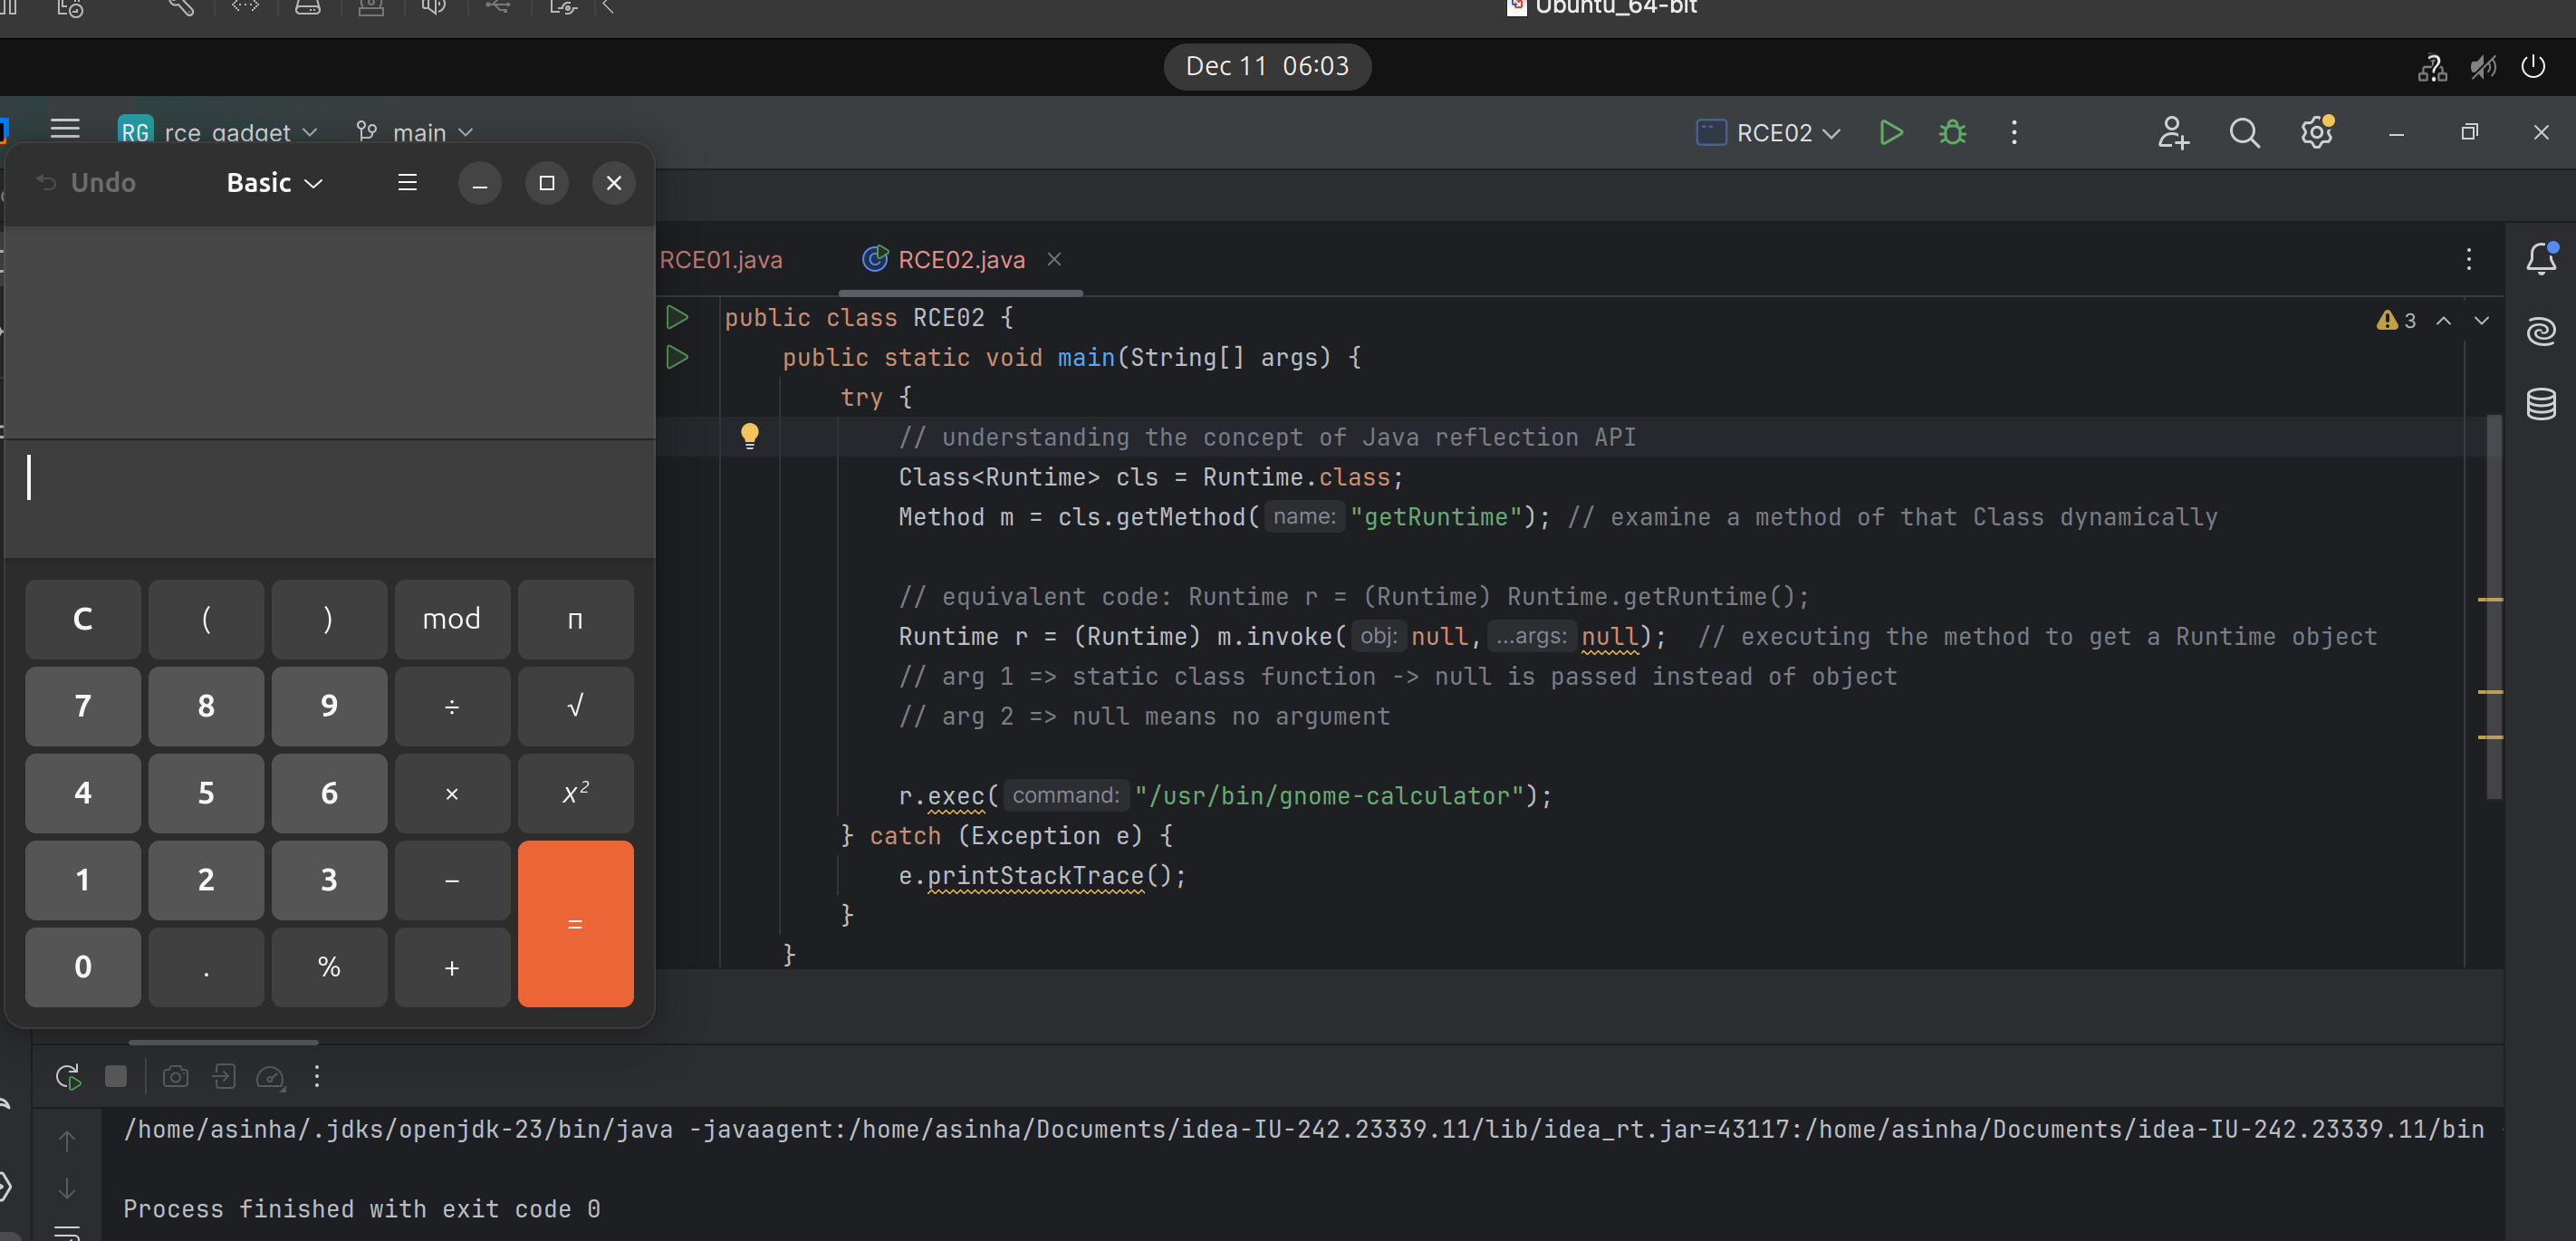 Ubuntu_64-bit
Dec 11 06:03
RG rce_gadget main
RCE02
Undo Basic
RCE01.java RCE02.java
public class RCE02 {
3
public static void main(String[] args) {
try {
// understanding the concept of Java reflection API
Class<Runtime> cls = Runtime.class;
Method m = cls.getMethod( name: "getRuntime"); // examine a method of that Class dynamically
// equivalent code: Runtime r = (Runtime) Runtime.getRuntime();
Runtime r = (Runtime) m.invoke( obj: null, ...args: null); // executing the method to get a Runtime object
// arg 1 => static class function -> null is passed instead of object
// arg 2 => null means no argument
r.exec( command: "/usr/bin/gnome-calculator");
} catch (Exception e) {
e.printStackTrace();
}
}
C ( ) mod π
7 8 9 ÷ √
4 5 6 × x²
1 2 3 −
=
0 . % +
/home/asinha/.jdks/openjdk-23/bin/java -javaagent:/home/asinha/Documents/idea-IU-242.23339.11/lib/idea_rt.jar=43117:/home/asinha/Documents/idea-IU-242.23339.11/bin
Process finished with exit code 0